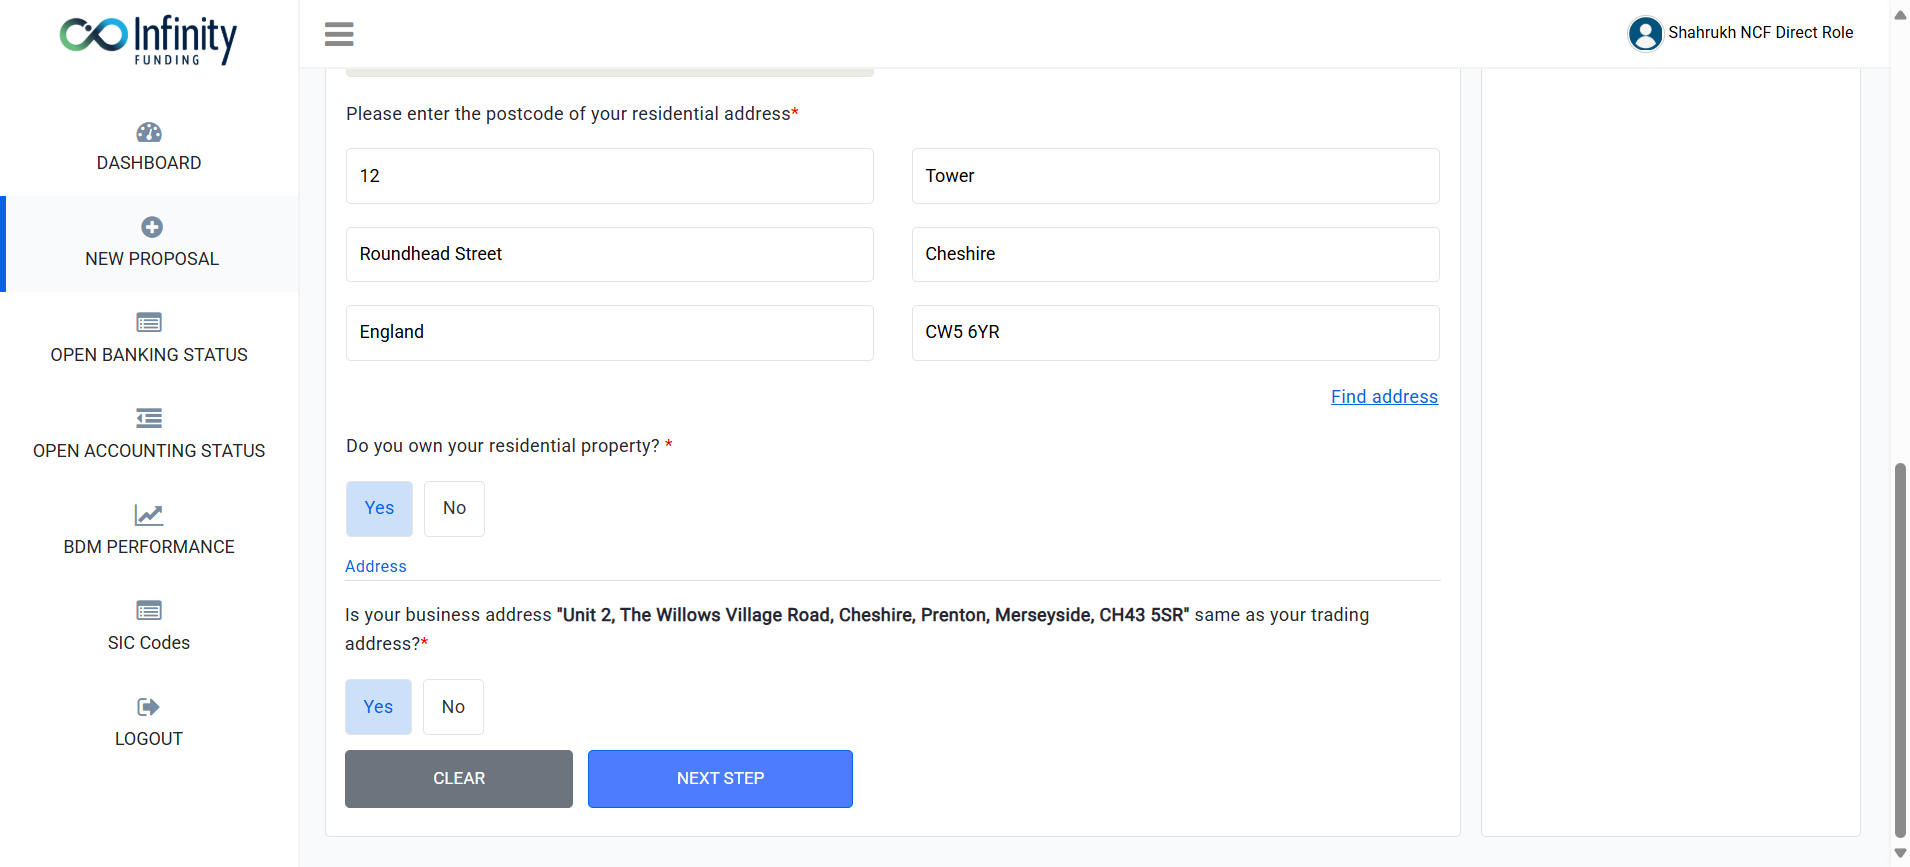 Infinity
FUNDING
Shahrukh NCF Direct Role
DASHBOARD
NEW PROPOSAL
OPEN BANKING STATUS
OPEN ACCOUNTING STATUS
BDM PERFORMANCE
SIC Codes
LOGOUT
Please enter the postcode of your residential address*
12
Tower
Roundhead Street
Cheshire
England
CW5 6YR
Find address
Do you own your residential property? *
Yes
No
Address
Is your business address "Unit 2, The Willows Village Road, Cheshire, Prenton, Merseyside, CH43 5SR" same as your trading
address?*
Yes
No
CLEAR
NEXT STEP